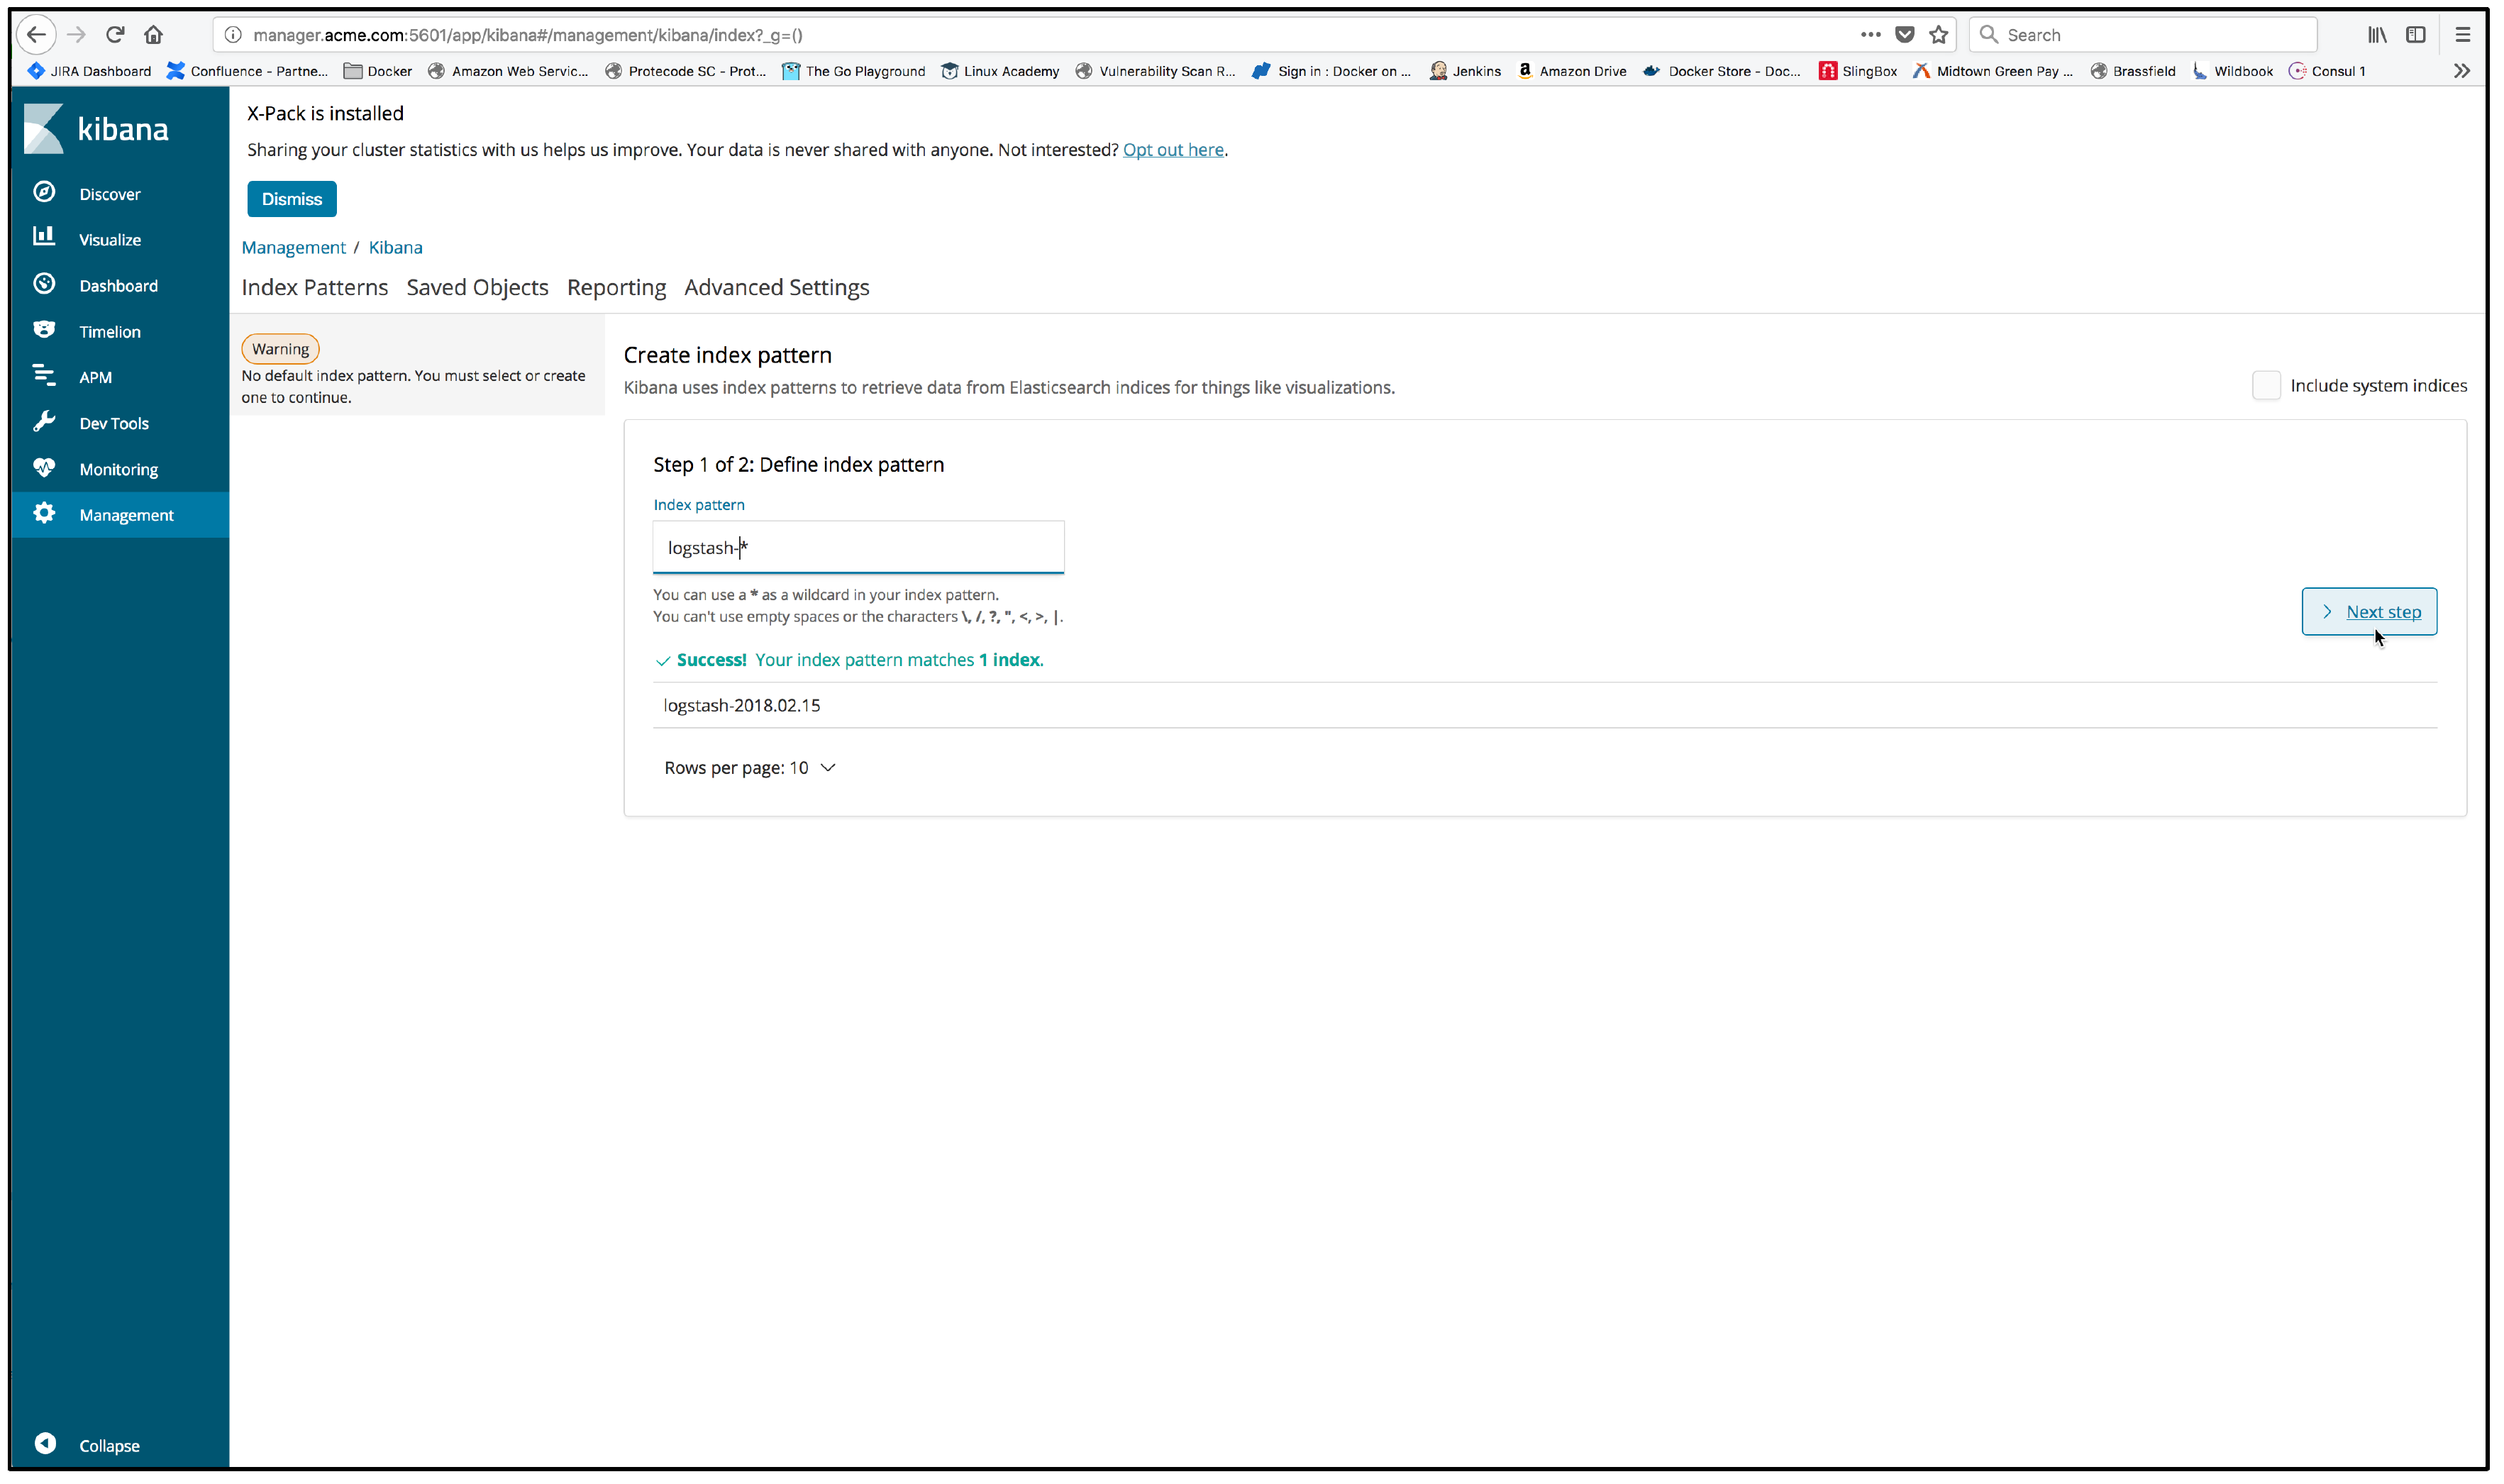 manager.acme.com:5601/app/kibana#/management/kibana/index?_g=()
Search
JIRA Dashboard Confluence - Partne... Docker Amazon Web Servic... Protecode SC - Prot... The Go Playground Linux Academy Vulnerability Scan R... Sign in : Docker on ... Jenkins Amazon Drive Docker Store - Doc... SlingBox Midtown Green Pay ... Brassfield Wildbook Consul 1
kibana
Discover
Visualize
Dashboard
Timelion
APM
Dev Tools
Monitoring
Management
Collapse
X-Pack is installed
Sharing your cluster statistics with us helps us improve. Your data is never shared with anyone. Not interested? Opt out here.
Dismiss
Management / Kibana
Index Patterns Saved Objects Reporting Advanced Settings
Warning
No default index pattern. You must select or create
one to continue.
Create index pattern
Kibana uses index patterns to retrieve data from Elasticsearch indices for things like visualizations.
Include system indices
Step 1 of 2: Define index pattern
Index pattern
logstash-*
You can use a * as a wildcard in your index pattern.
You can't use empty spaces or the characters \, /, ?, ", <, >, |.
Next step
Success! Your index pattern matches 1 index.
logstash-2018.02.15
Rows per page: 10